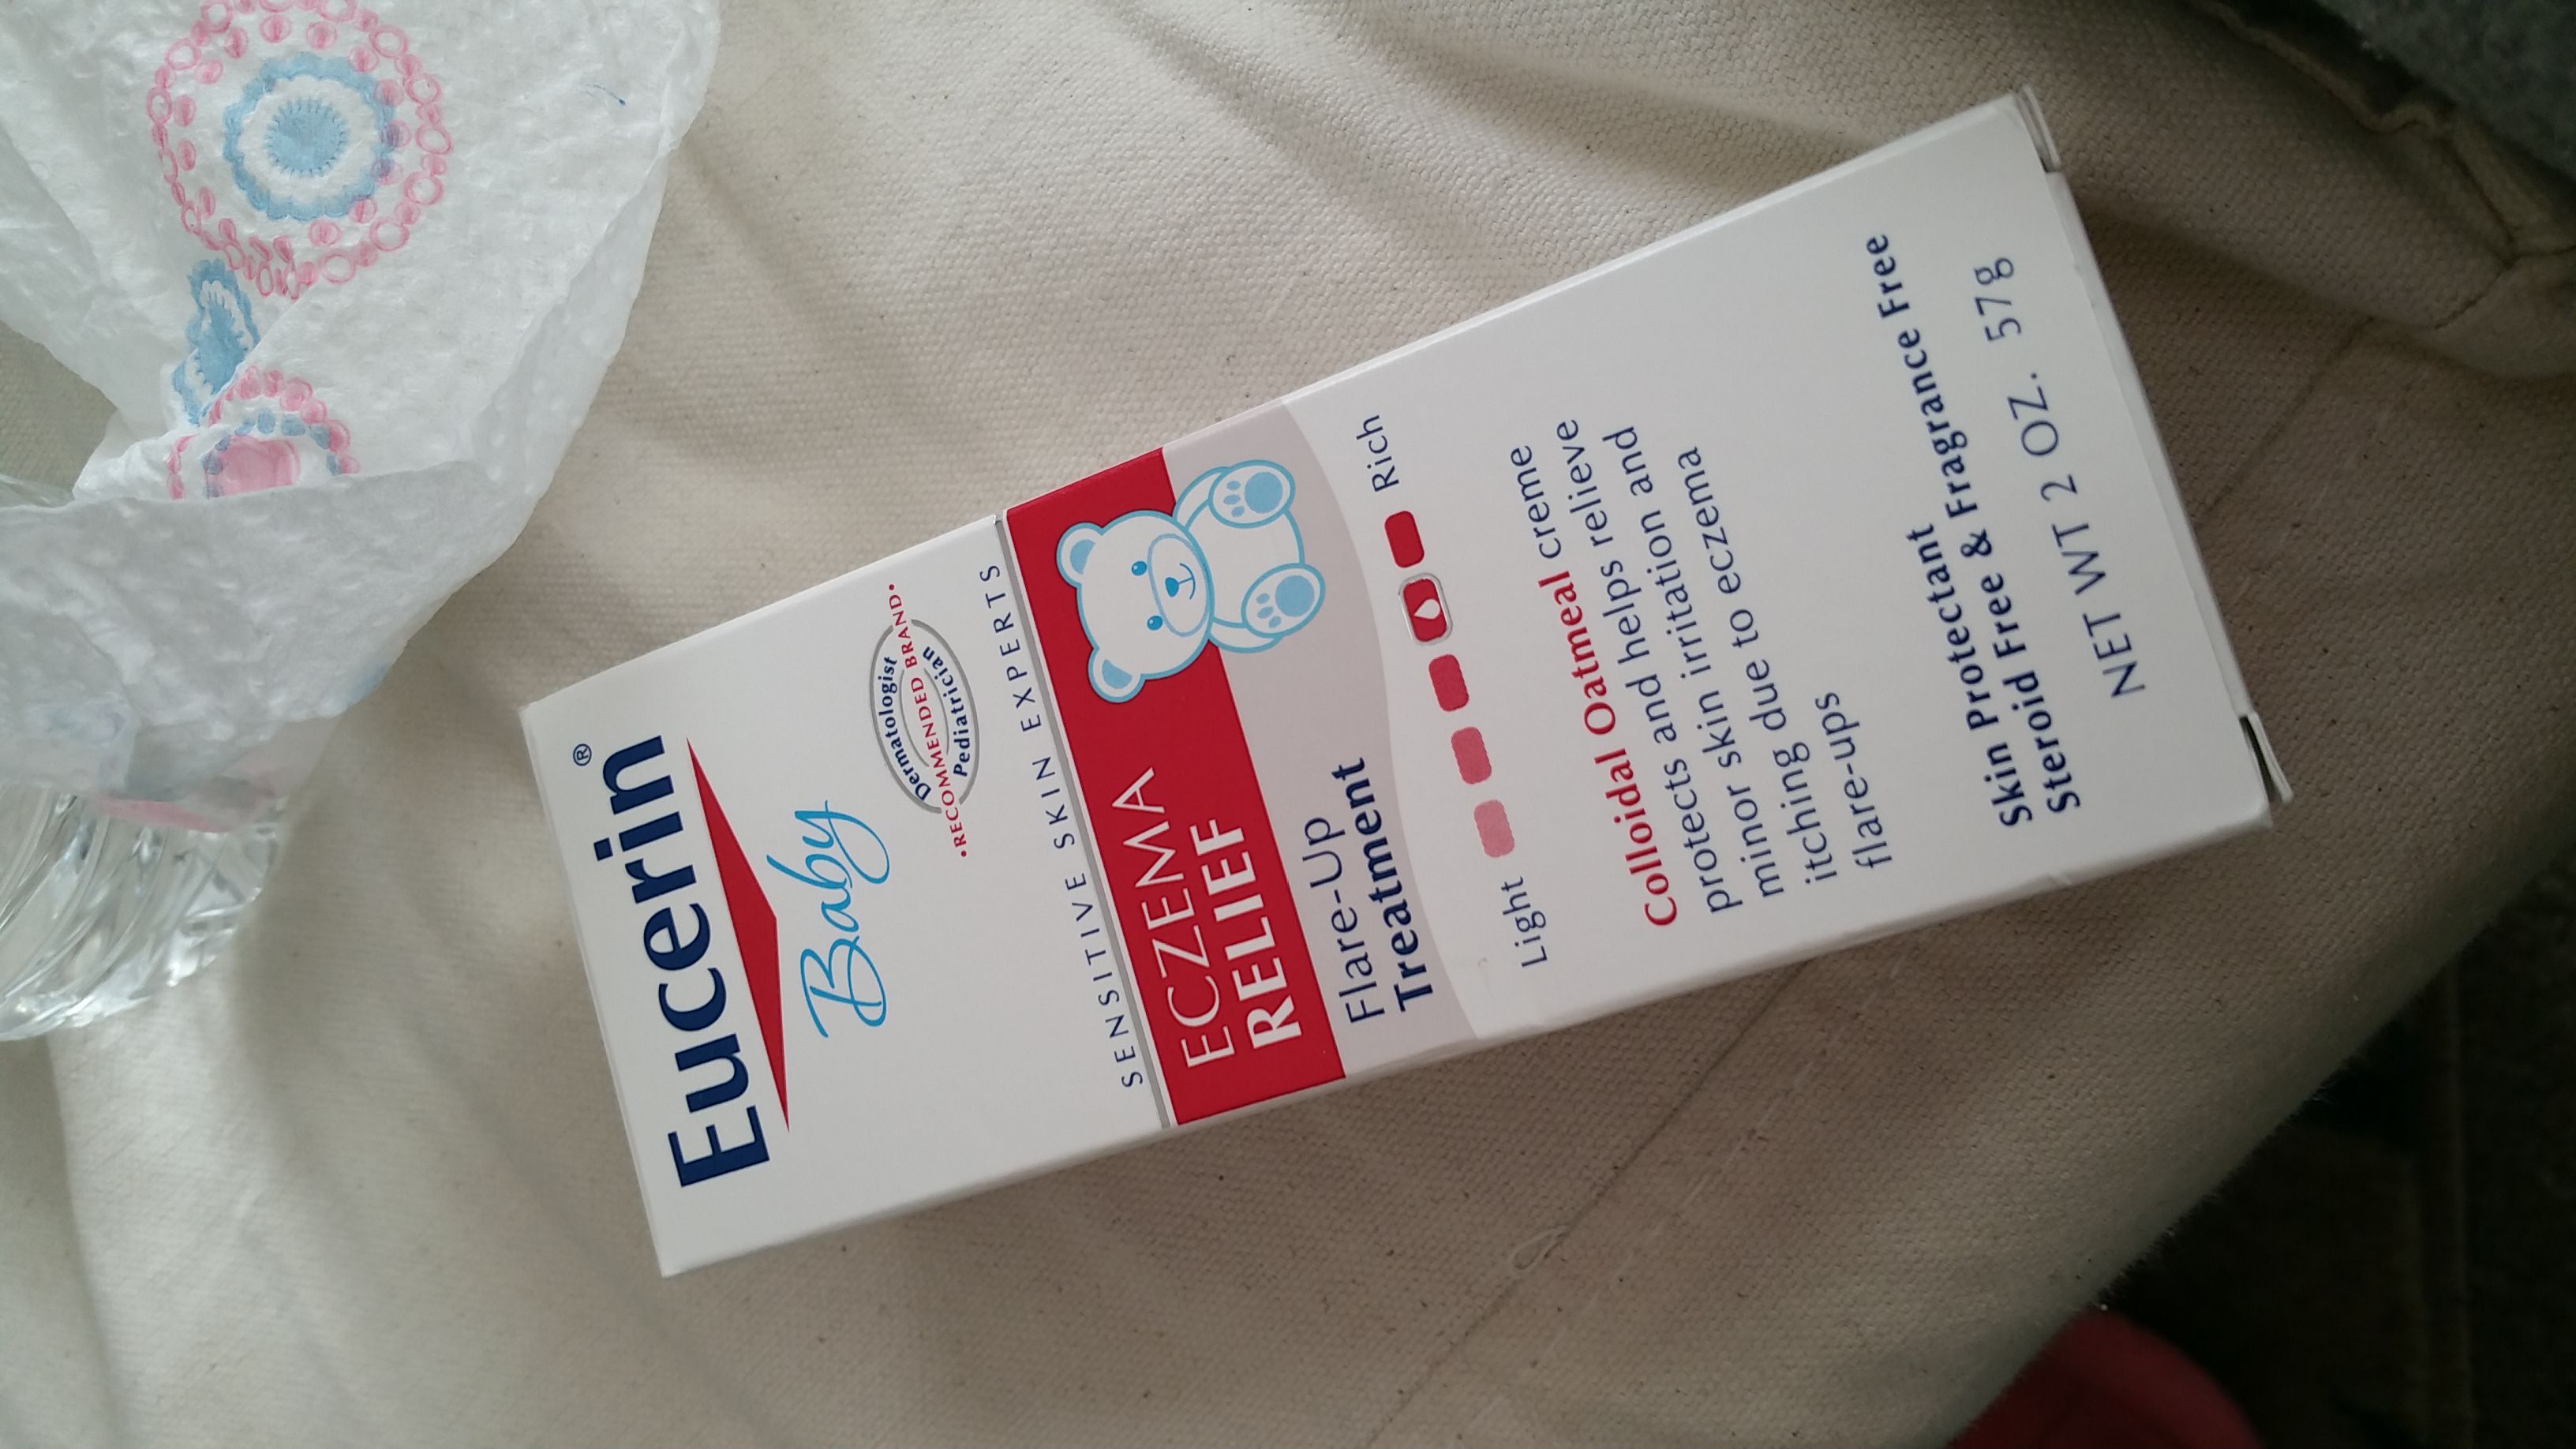 Eucerin®
Baby
Dermatologist
•RECOMMENDED BRAND•
Pediatrician
SENSITIVE SKIN EXPERTS
ECZEMA
RELIEF
Flare-Up
Treatment
Light Rich
Colloidal Oatmeal creme
protects and helps relieve
minor skin irritation and
itching due to eczema
flare-ups
Skin Protectant
Steroid Free & Fragrance Free
NET WT 2 OZ. 57g